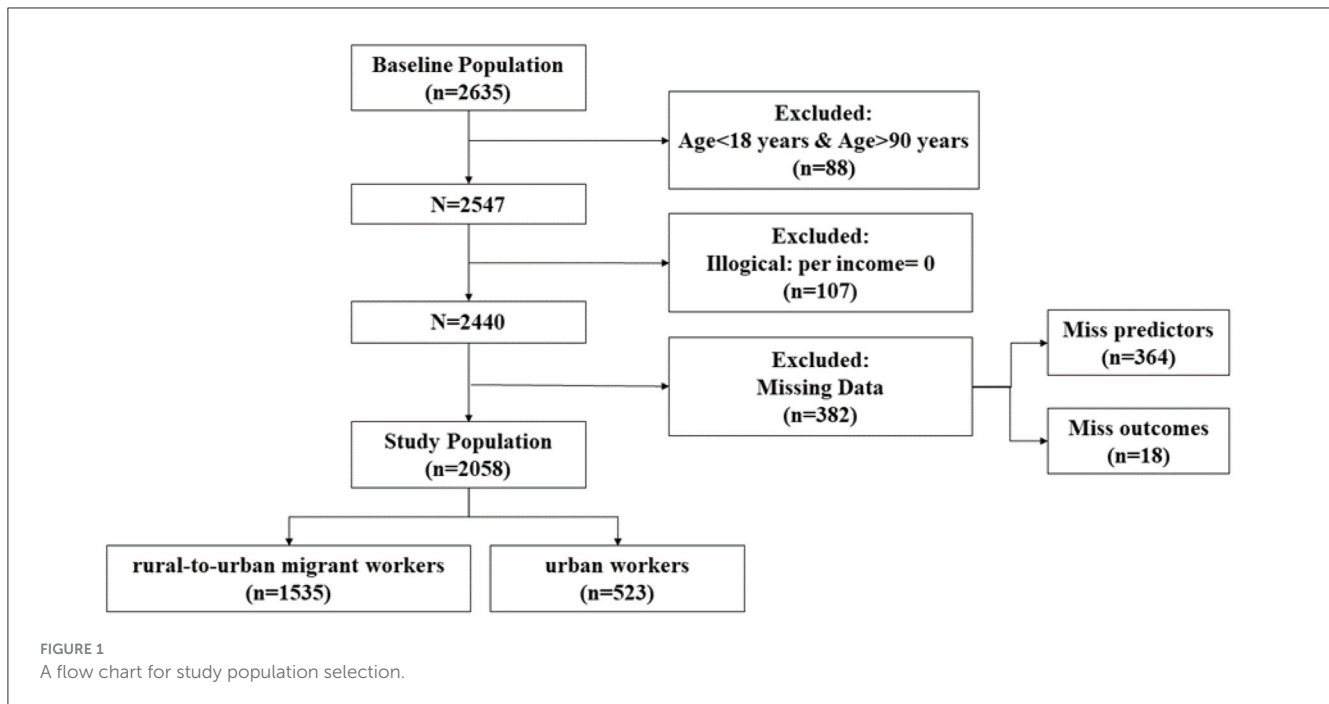 Baseline Population
(n=2635)
Excluded:
Age<18 years & Age>90 years
(n=88)
N=2547
Excluded:
Illogical: per income= 0
(n=107)
N=2440
Excluded:
Missing Data
(n=382)
Miss predictors
(n=364)
Miss outcomes
(n=18)
Study Population
(n=2058)
rural-to-urban migrant workers
(n=1535)
urban workers
(n=523)
FIGURE 1
A flow chart for study population selection.